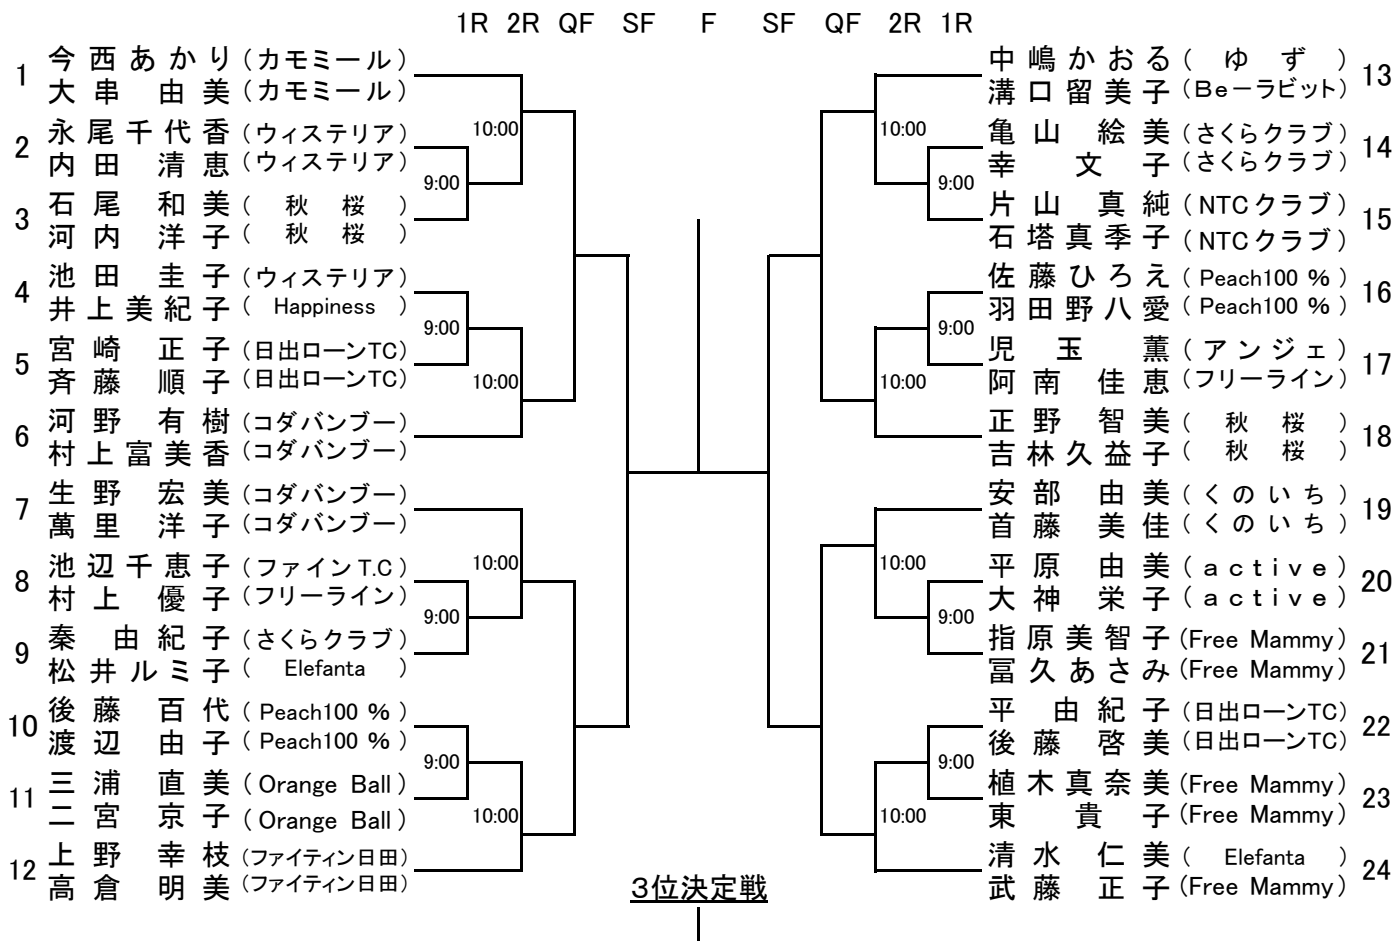 1R 2R QF SF F SF QF 2R 1R
1 今西あかり(カモミール)
大串由美(カモミール)
10:00
2 永尾千代香(ウィステリア)
内田清恵(ウィステリア)
9:00
3 石尾和美(秋桜)
河内洋子(秋桜)
4 池田圭子(ウィステリア)
井上美紀子(Happiness)
9:00
5 宮崎正子(日出ローンTC)
斉藤順子(日出ローンTC)
10:00
6 河野有樹(コダバンブー)
村上富美香(コダバンブー)
7 生野宏美(コダバンブー)
萬里洋子(コダバンブー)
10:00
8 池辺千恵子(ファインT.C)
村上優子(フリーライン)
9:00
9 秦由紀子(さくらクラブ)
松井ルミ子(Elefanta)
10 後藤百代(Peach100 %)
渡辺由子(Peach100 %)
9:00
11 三浦直美(Orange Ball)
二宮京子(Orange Ball)
10:00
12 上野幸枝(ファイティン日田)
高倉明美(ファイティン日田)
中嶋かおる(ゆず) 13
溝口留美子(Be-ラビット)
10:00
亀山絵美(さくらクラブ) 14
幸文子(さくらクラブ)
9:00
片山真純(NTCクラブ) 15
石塔真季子(NTCクラブ)
佐藤ひろえ(Peach100 %) 16
羽田野八愛(Peach100 %)
9:00
児玉薫(アンジェ) 17
阿南佳恵(フリーライン)
10:00
正野智美(秋桜) 18
吉林久益子(秋桜)
安部由美(くのいち) 19
首藤美佳(くのいち)
10:00
平原由美(active) 20
大神栄子(active)
9:00
指原美智子(Free Mammy) 21
冨久あさみ(Free Mammy)
平由紀子(日出ローンTC) 22
後藤啓美(日出ローンTC)
9:00
植木真奈美(Free Mammy) 23
東貴子(Free Mammy)
10:00
清水仁美(Elefanta) 24
武藤正子(Free Mammy)
3位決定戦